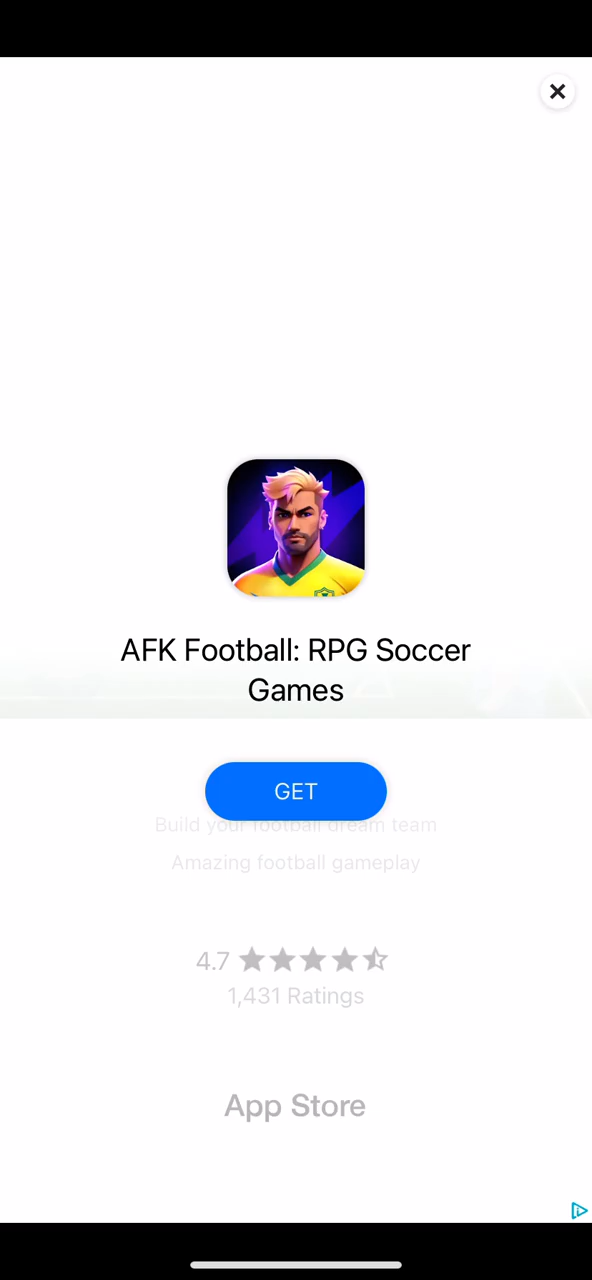 AFK Football: RPG Soccer
Games
GET
Build your football dream team
Amazing football gameplay
4.7
1,431 Ratings
App Store